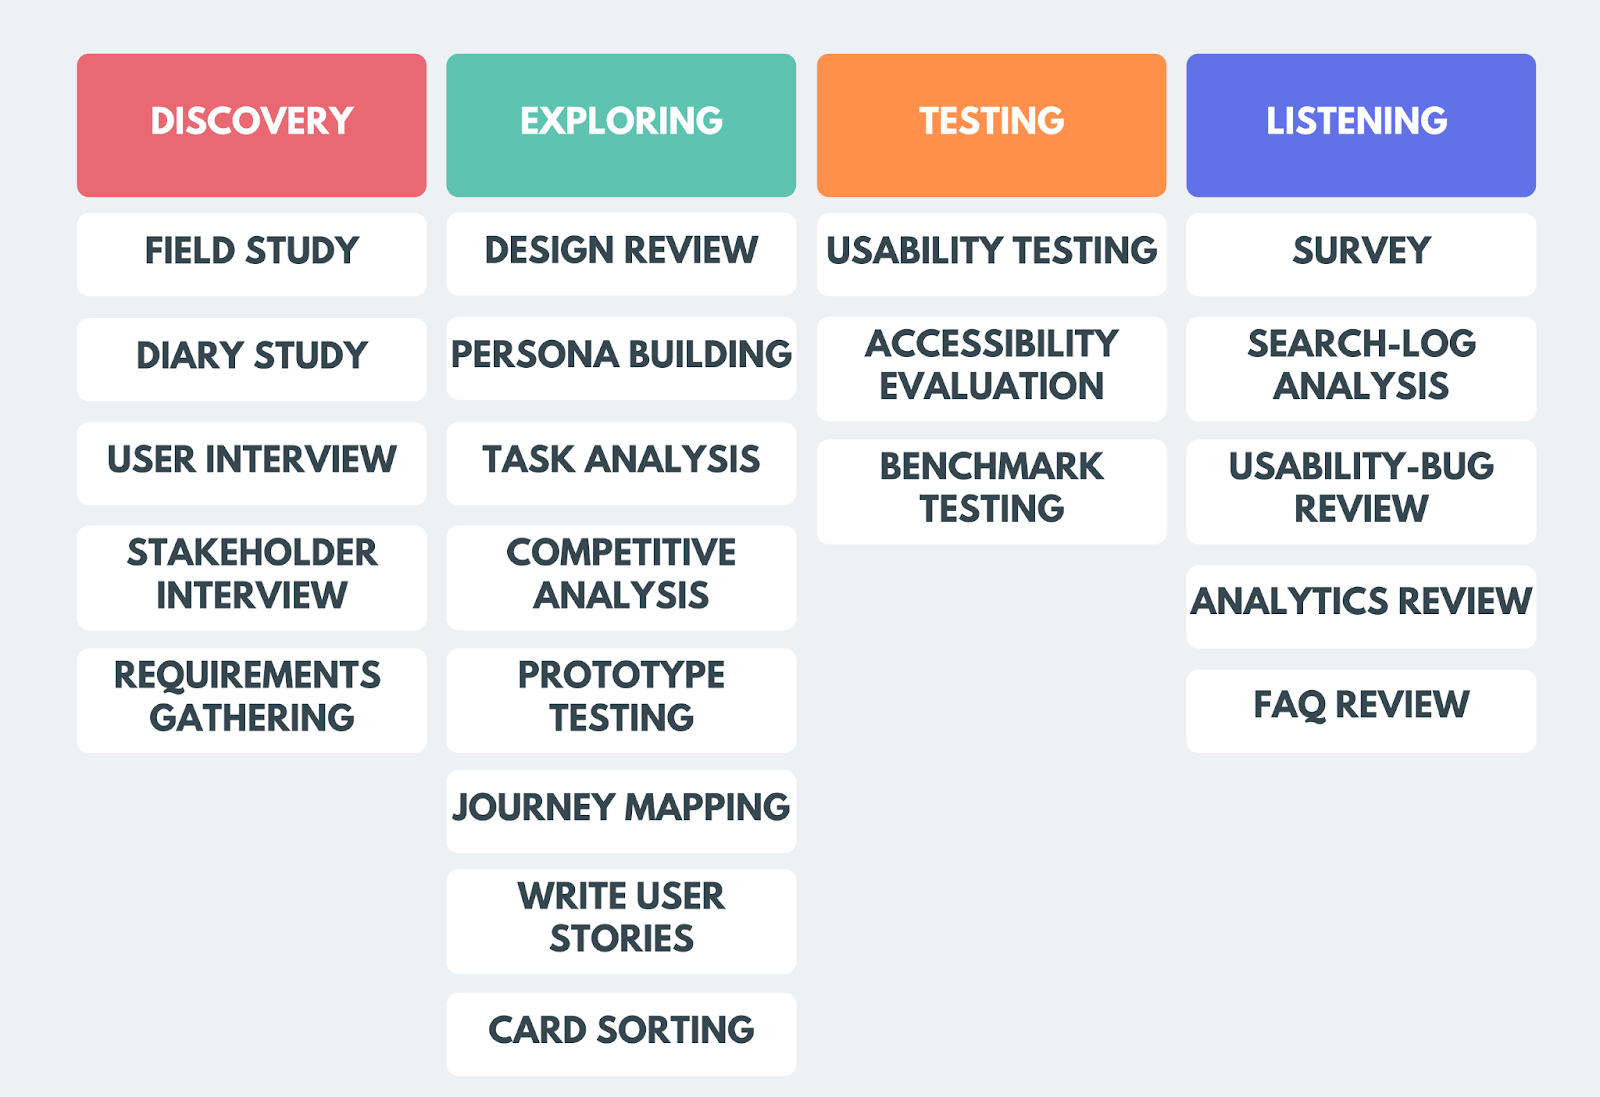 DISCOVERY
FIELD STUDY
DIARY STUDY
USER INTERVIEW
STAKEHOLDER
INTERVIEW
REQUIREMENTS
GATHERING
EXPLORING
DESIGN REVIEW
PERSONA BUILDING
TASK ANALYSIS
COMPETITIVE
ANALYSIS
PROTOTYPE
TESTING
JOURNEY MAPPING
WRITE USER
STORIES
CARD SORTING
TESTING
USABILITY TESTING
ACCESSIBILITY
EVALUATION
BENCHMARK
TESTING
LISTENING
SURVEY
SEARCH-LOG
ANALYSIS
USABILITY-BUG
REVIEW
ANALYTICS REVIEW
FAQ REVIEW